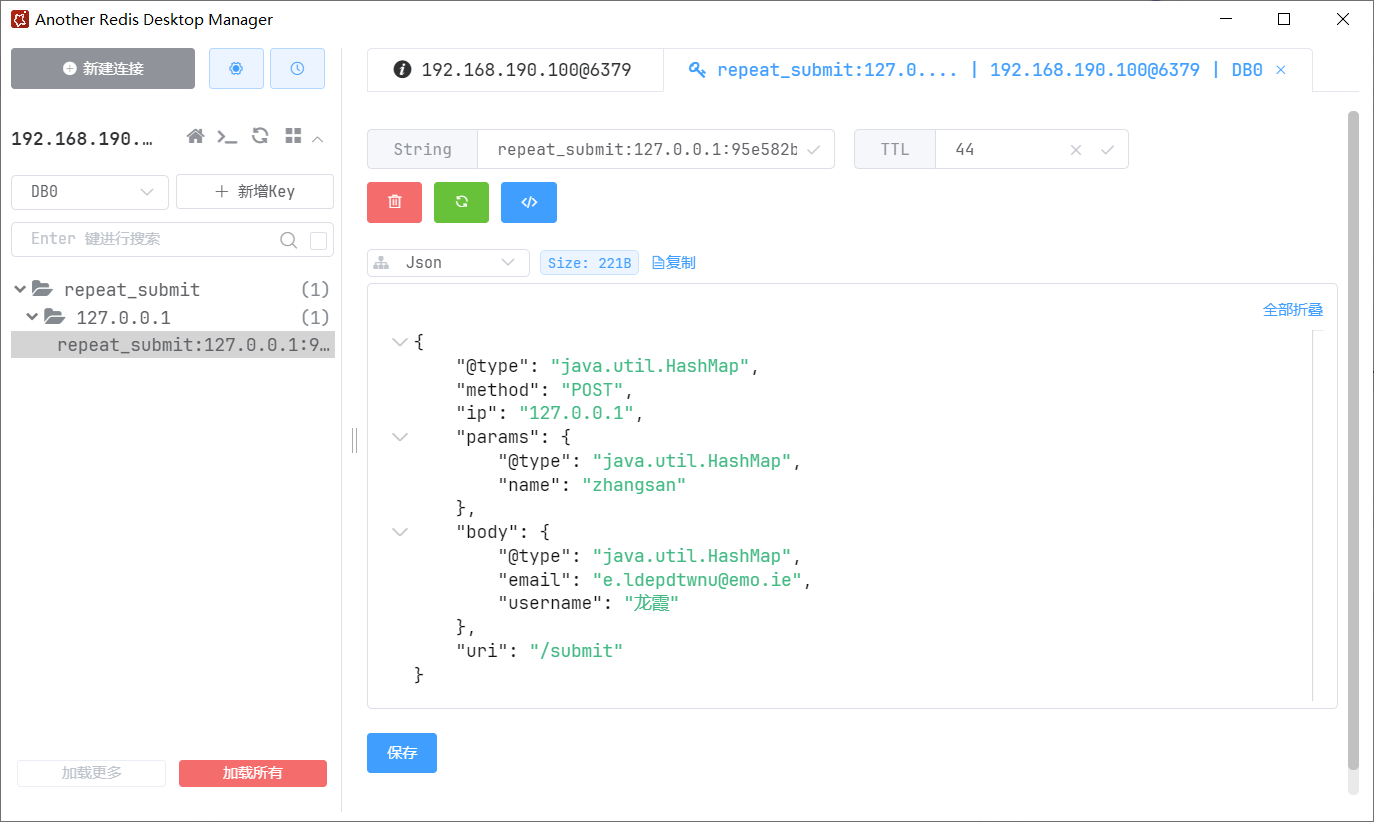 Another Redis Desktop Manager
新建连接
192.168.190.100@6379
repeat_submit:127.0.... | 192.168.190.100@6379 | DB0
192.168.190...
String repeat_submit:127.0.0.1:95e582b
TTL 44
DB0
新增Key
Enter 键进行搜索
Json
Size: 221B
复制
repeat_submit (1)
127.0.0.1 (1)
repeat_submit:127.0.0.1:9...
全部折叠
{
"@type": "java.util.HashMap",
"method": "POST",
"ip": "127.0.0.1",
"params": {
"@type": "java.util.HashMap",
"name": "zhangsan"
},
"body": {
"@type": "java.util.HashMap",
"email": "e.ldepdtwnu@emo.ie",
"username": "龙霞"
},
"uri": "/submit"
}
保存
加载更多
加载所有